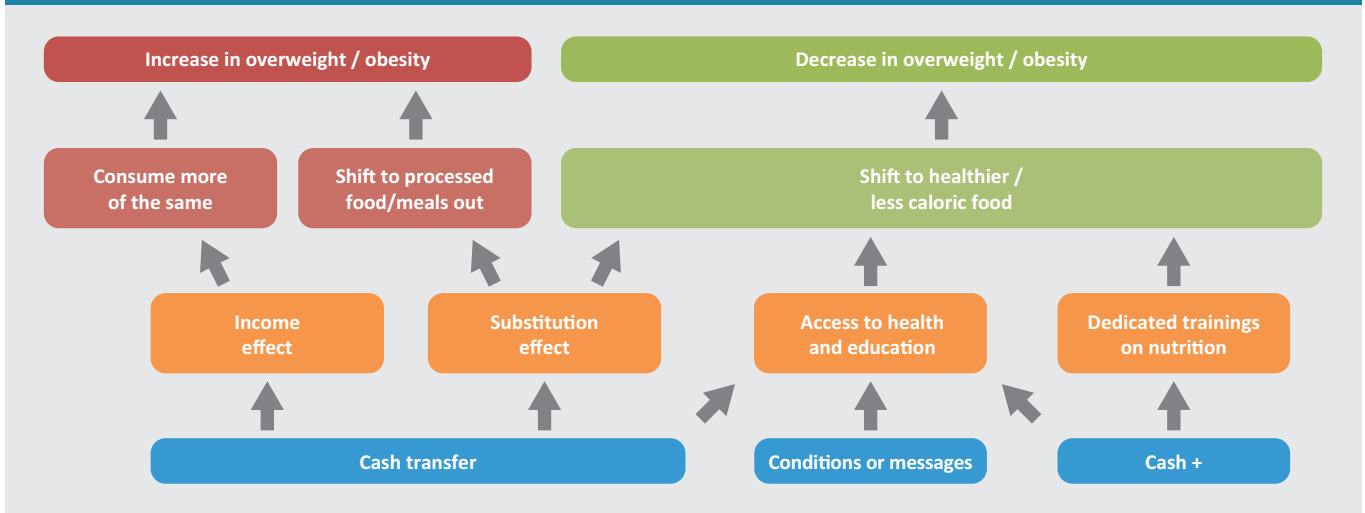 Increase in overweight / obesity
Decrease in overweight / obesity
Consume more
of the same
Shift to processed
food/meals out
Shift to healthier /
less caloric food
Income
effect
Substitution
effect
Access to health
and education
Dedicated trainings
on nutrition
Cash transfer
Conditions or messages
Cash +